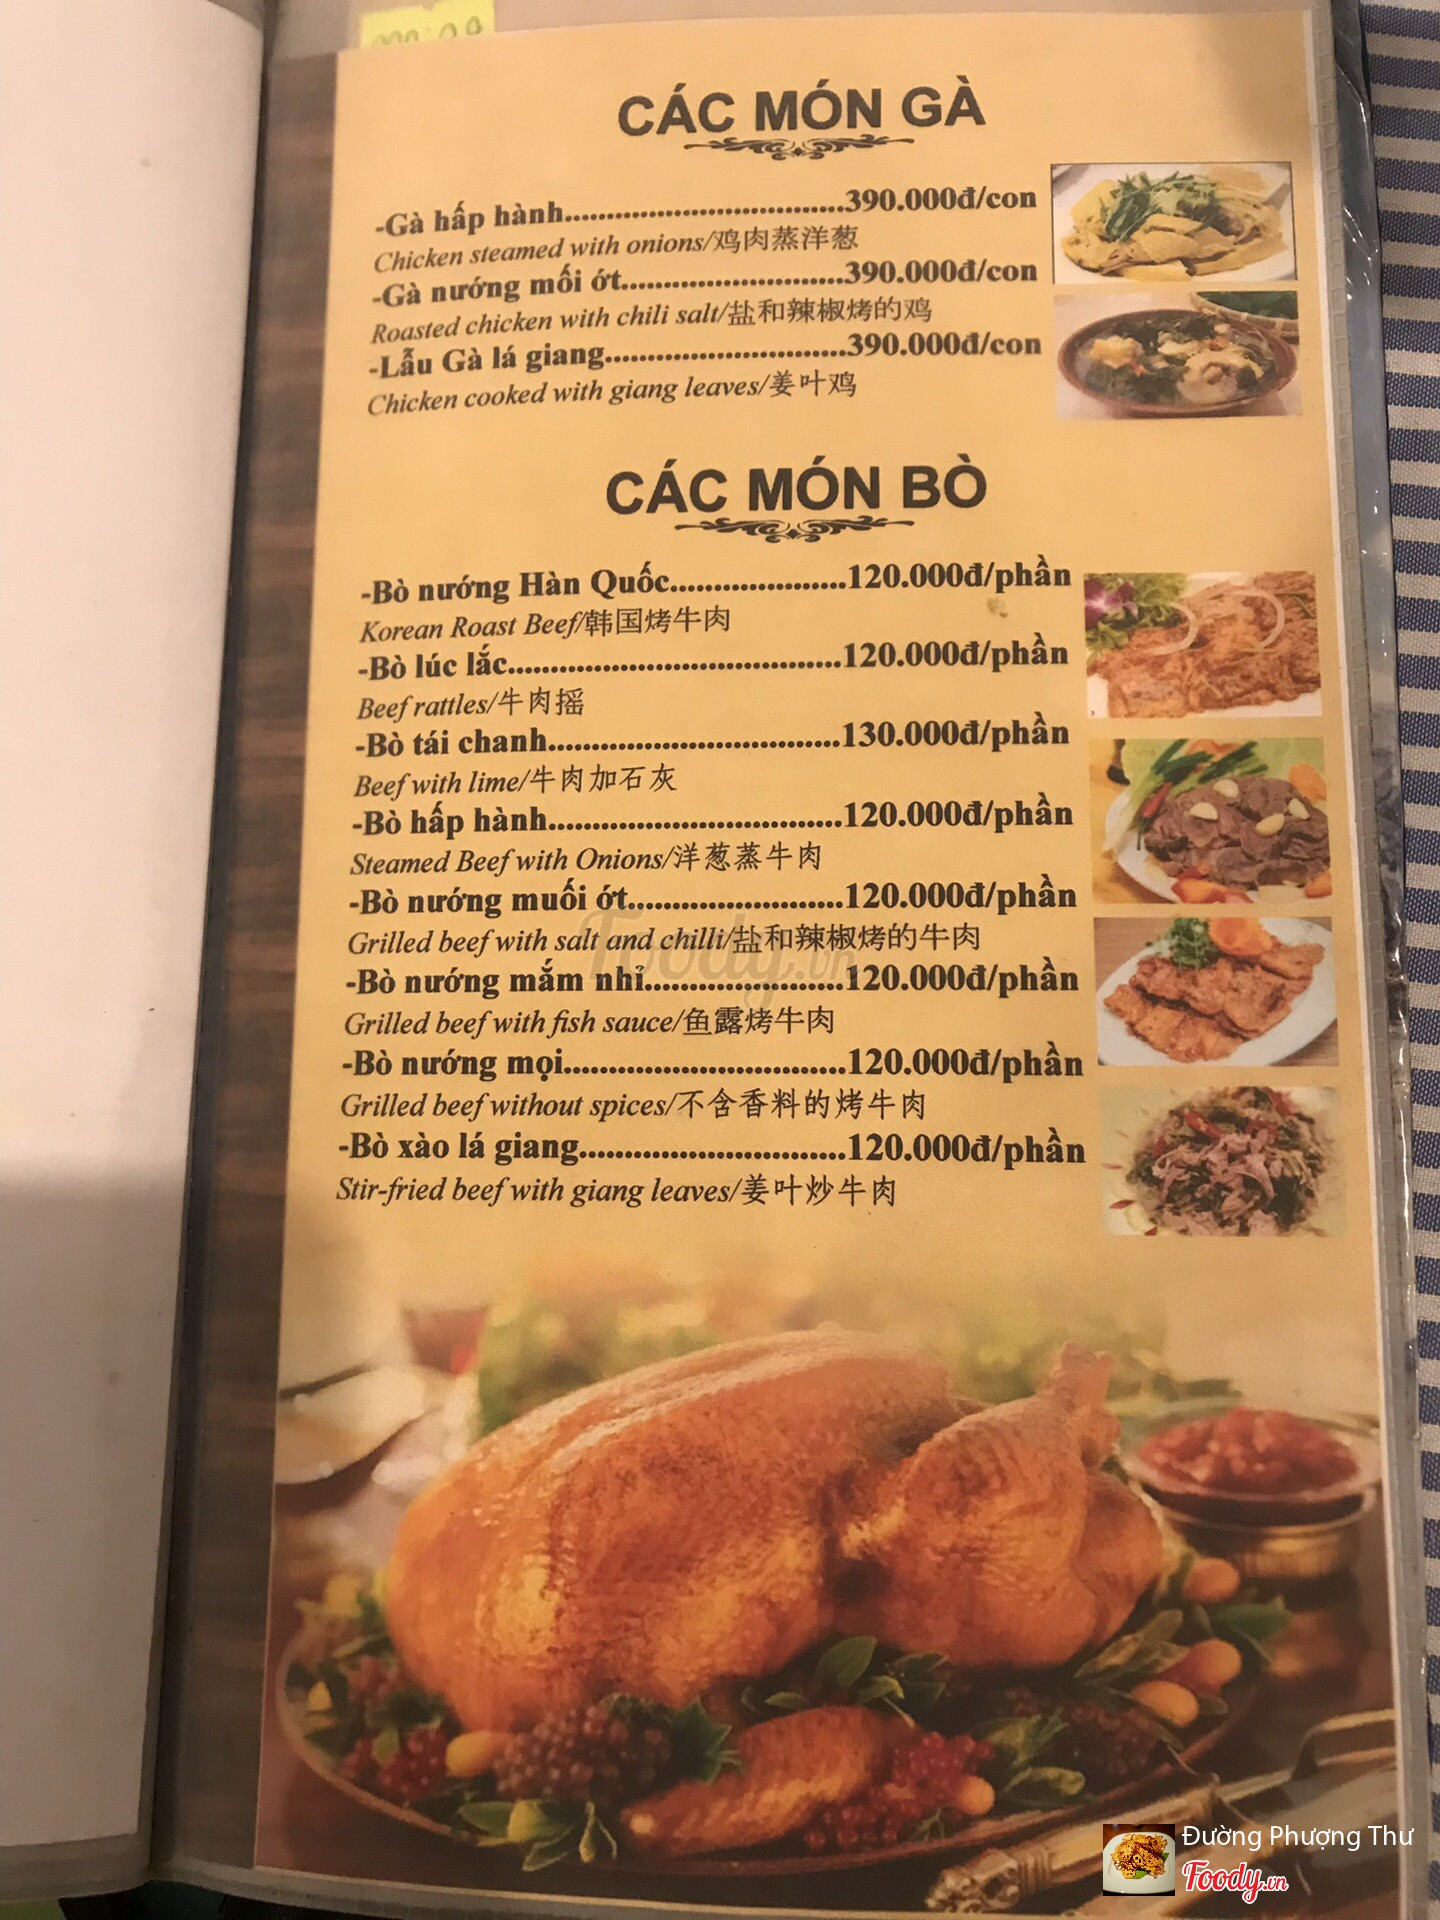 CÁC MÓN GÀ
-Gà hấp hành..................................390.000đ/con
Chicken steamed with onions/鸡肉蒸洋葱
-Gà nướng mối ớt...........................390.000đ/con
Roasted chicken with chili salt/盐和辣椒烤的鸡
-Lẫu Gà lá giang.............................390.000đ/con
Chicken cooked with giang leaves/姜叶鸡
CÁC MÓN BÒ
-Bò nướng Hàn Quốc.....................120.000đ/phần
Korean Roast Beef/韩国烤牛肉
-Bò lúc lắc........................................120.000đ/phần
Beef rattles/牛肉摇
-Bò tái chanh...................................130.000đ/phần
Beef with lime/牛肉加石灰
-Bò hấp hành...................................120.000đ/phần
Steamed Beef with Onions/洋葱蒸牛肉
-Bò nướng muối ớt..........................120.000đ/phần
Grilled beef with salt and chilli/盐和辣椒烤的牛肉
-Bò nướng mắm nhỉ........................120.000đ/phần
Grilled beef with fish sauce/鱼露烤牛肉
-Bò nướng mọi..................................120.000đ/phần
Grilled beef without spices/不含香料的烤牛肉
-Bò xào lá giang................................120.000đ/phần
Stir-fried beef with giang leaves/姜叶炒牛肉
Foody.vn
Đường Phượng Thư
Foody.vn